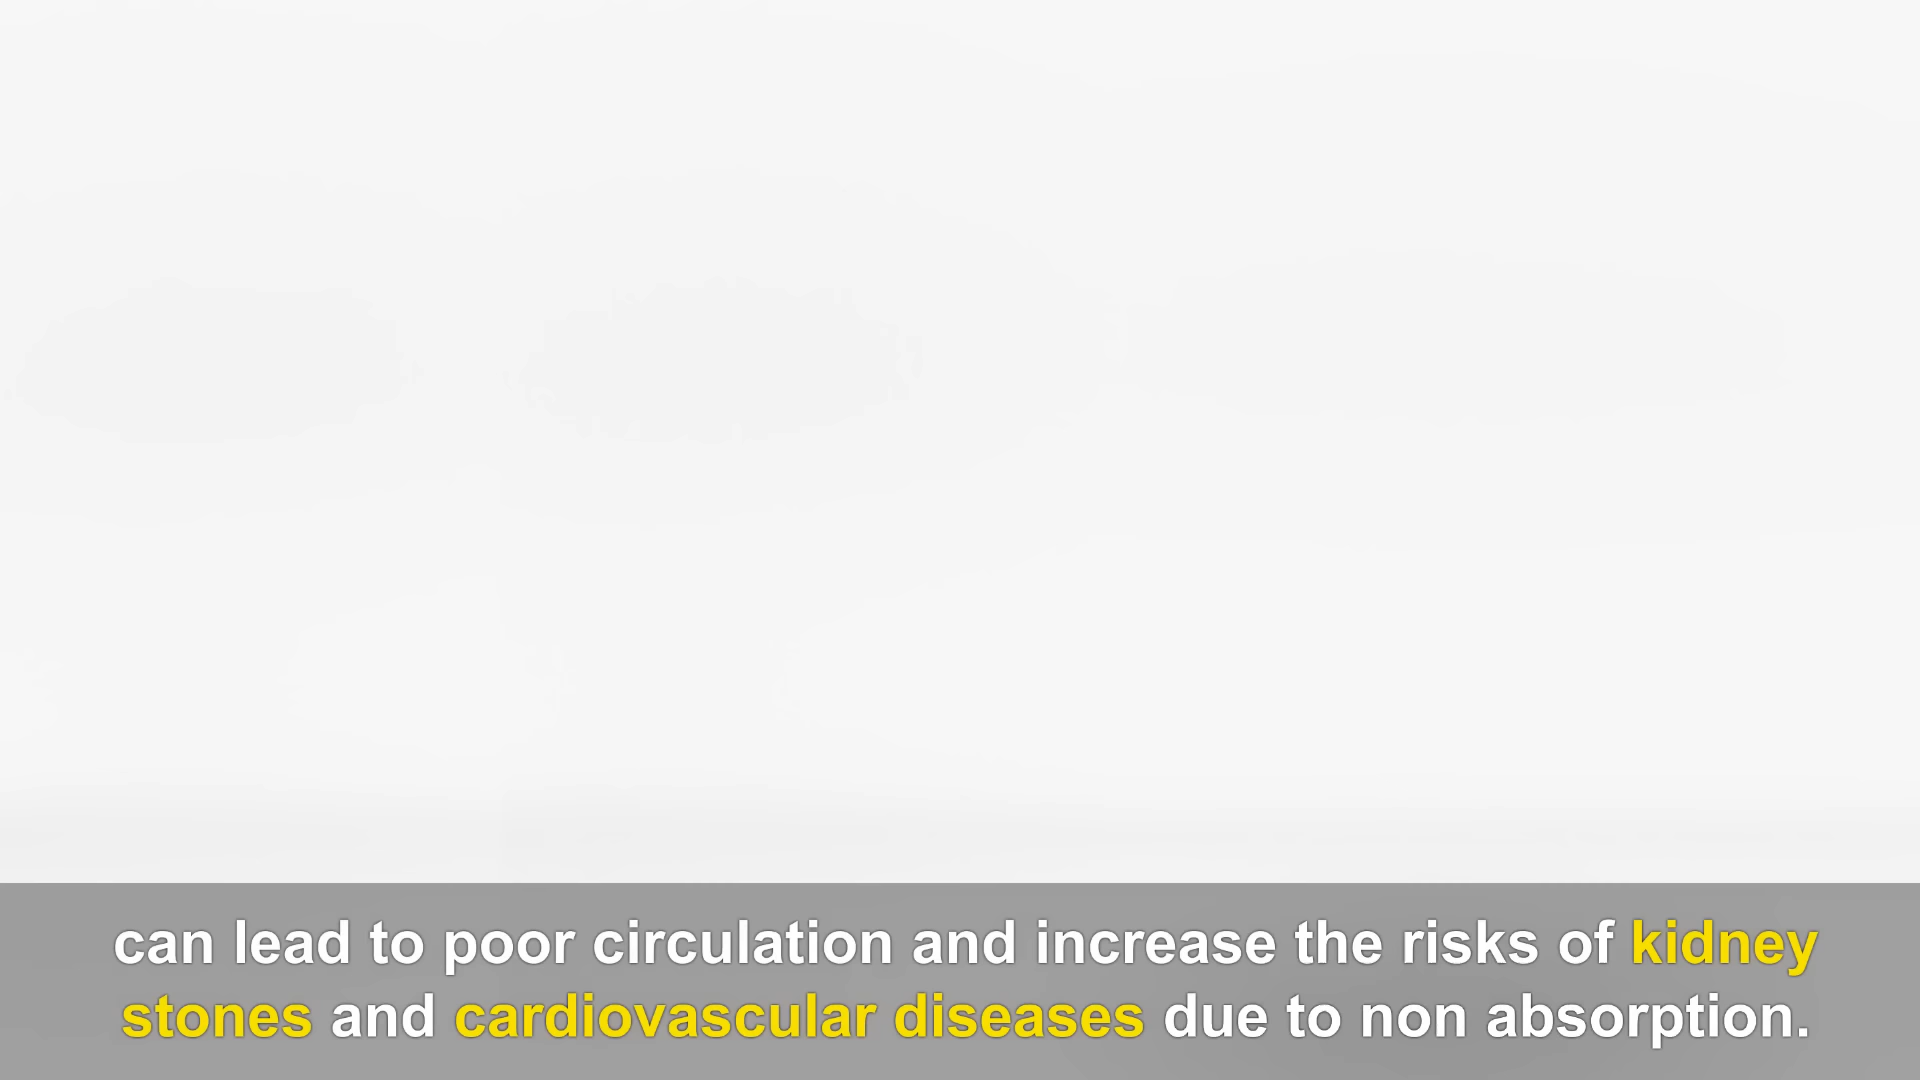 can lead to poor circulation and increase the risks of kidney
stones and cardiovascular diseases due to non absorption.